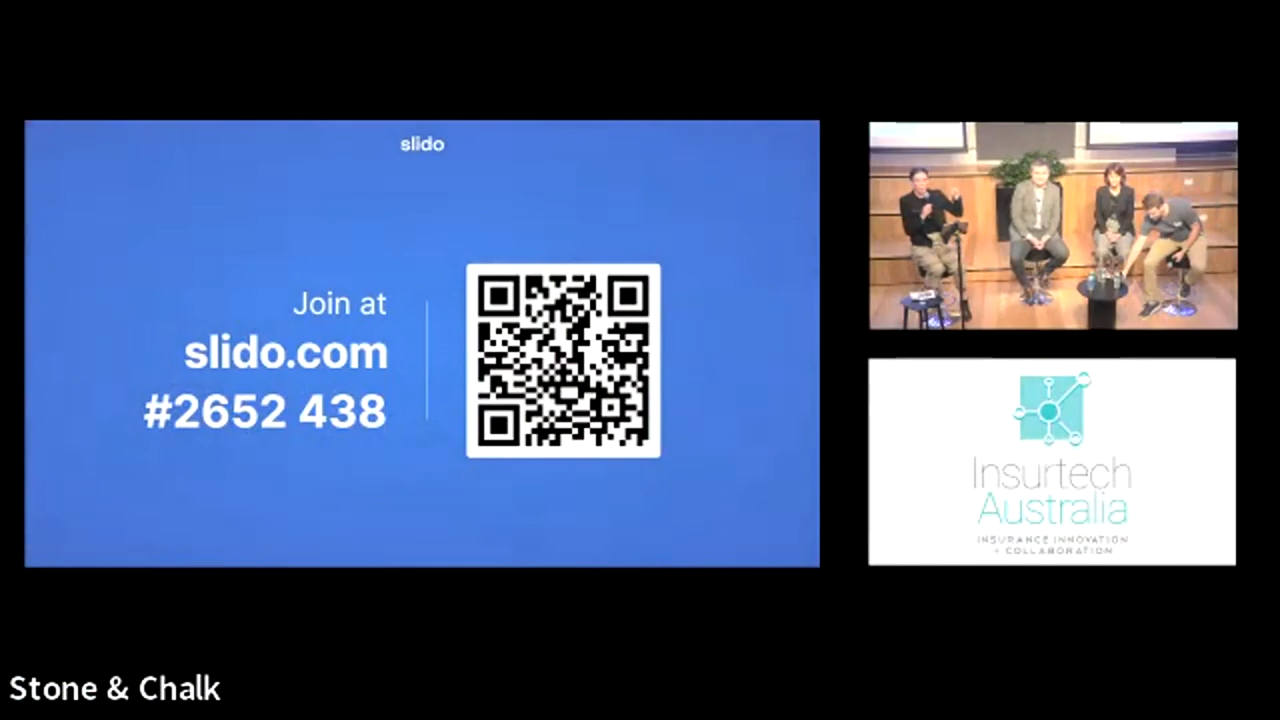 slido
Join at
slido.com
#2652 438
Insurtech
Australia
INSURANCE INNOVATION
+ COLLABORATION
Stone & Chalk